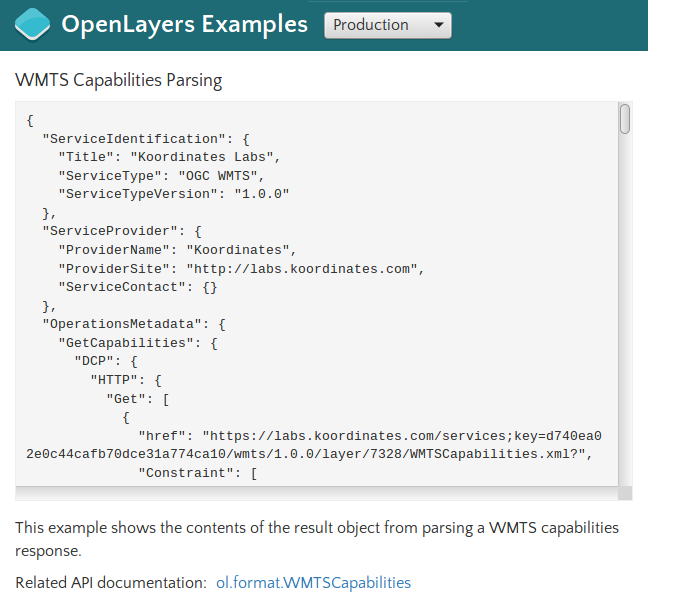 OpenLayers Examples Production
WMTS Capabilities Parsing
{
  "ServiceIdentification": {
    "Title": "Koordinates Labs",
    "ServiceType": "OGC WMTS",
    "ServiceTypeVersion": "1.0.0"
  },
  "ServiceProvider": {
    "ProviderName": "Koordinates",
    "ProviderSite": "http://labs.koordinates.com",
    "ServiceContact": {}
  },
  "OperationsMetadata": {
    "GetCapabilities": {
      "DCP": {
        "HTTP": {
          "Get": [
            {
              "href": "https://labs.koordinates.com/services;key=d740ea0
2e0c44cafb70dce31a774ca10/wmts/1.0.0/layer/7328/WMTSCapabilities.xml?",
              "Constraint": [
This example shows the contents of the result object from parsing a WMTS capabilities
response.
Related API documentation: ol.format.WMTSCapabilities